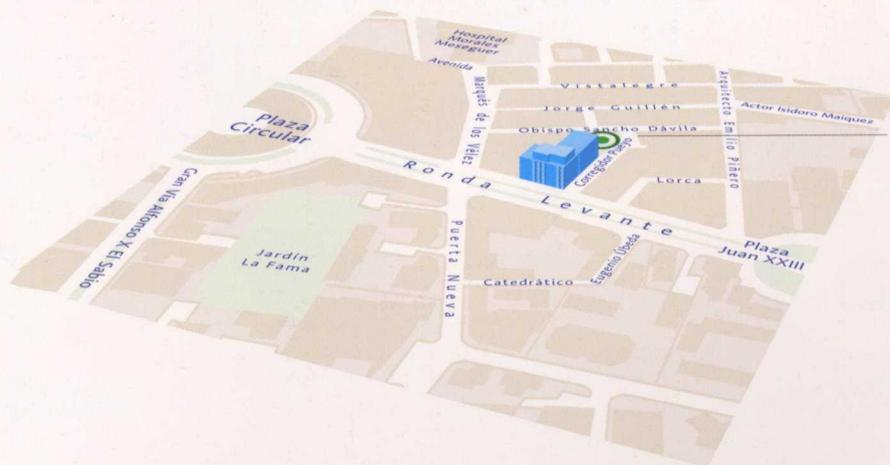 Hospital
Morales
Meseguer
Avenida
Marqués de los Vélez
Vistalegre
Jorge Guillén
Obispo Sancho Dávila
Arquitecto Emilio Piñero
Actor Isidoro Maiquez
Plaza
Circular
Corregidor Pueyo
Lorca
Ronda Levante
Gran Vía Alfonso X El Sabio
Jardín
La Fama
Puerta Nueva
Catedrático
Eugenio Úbeda
Plaza
Juan XXIII